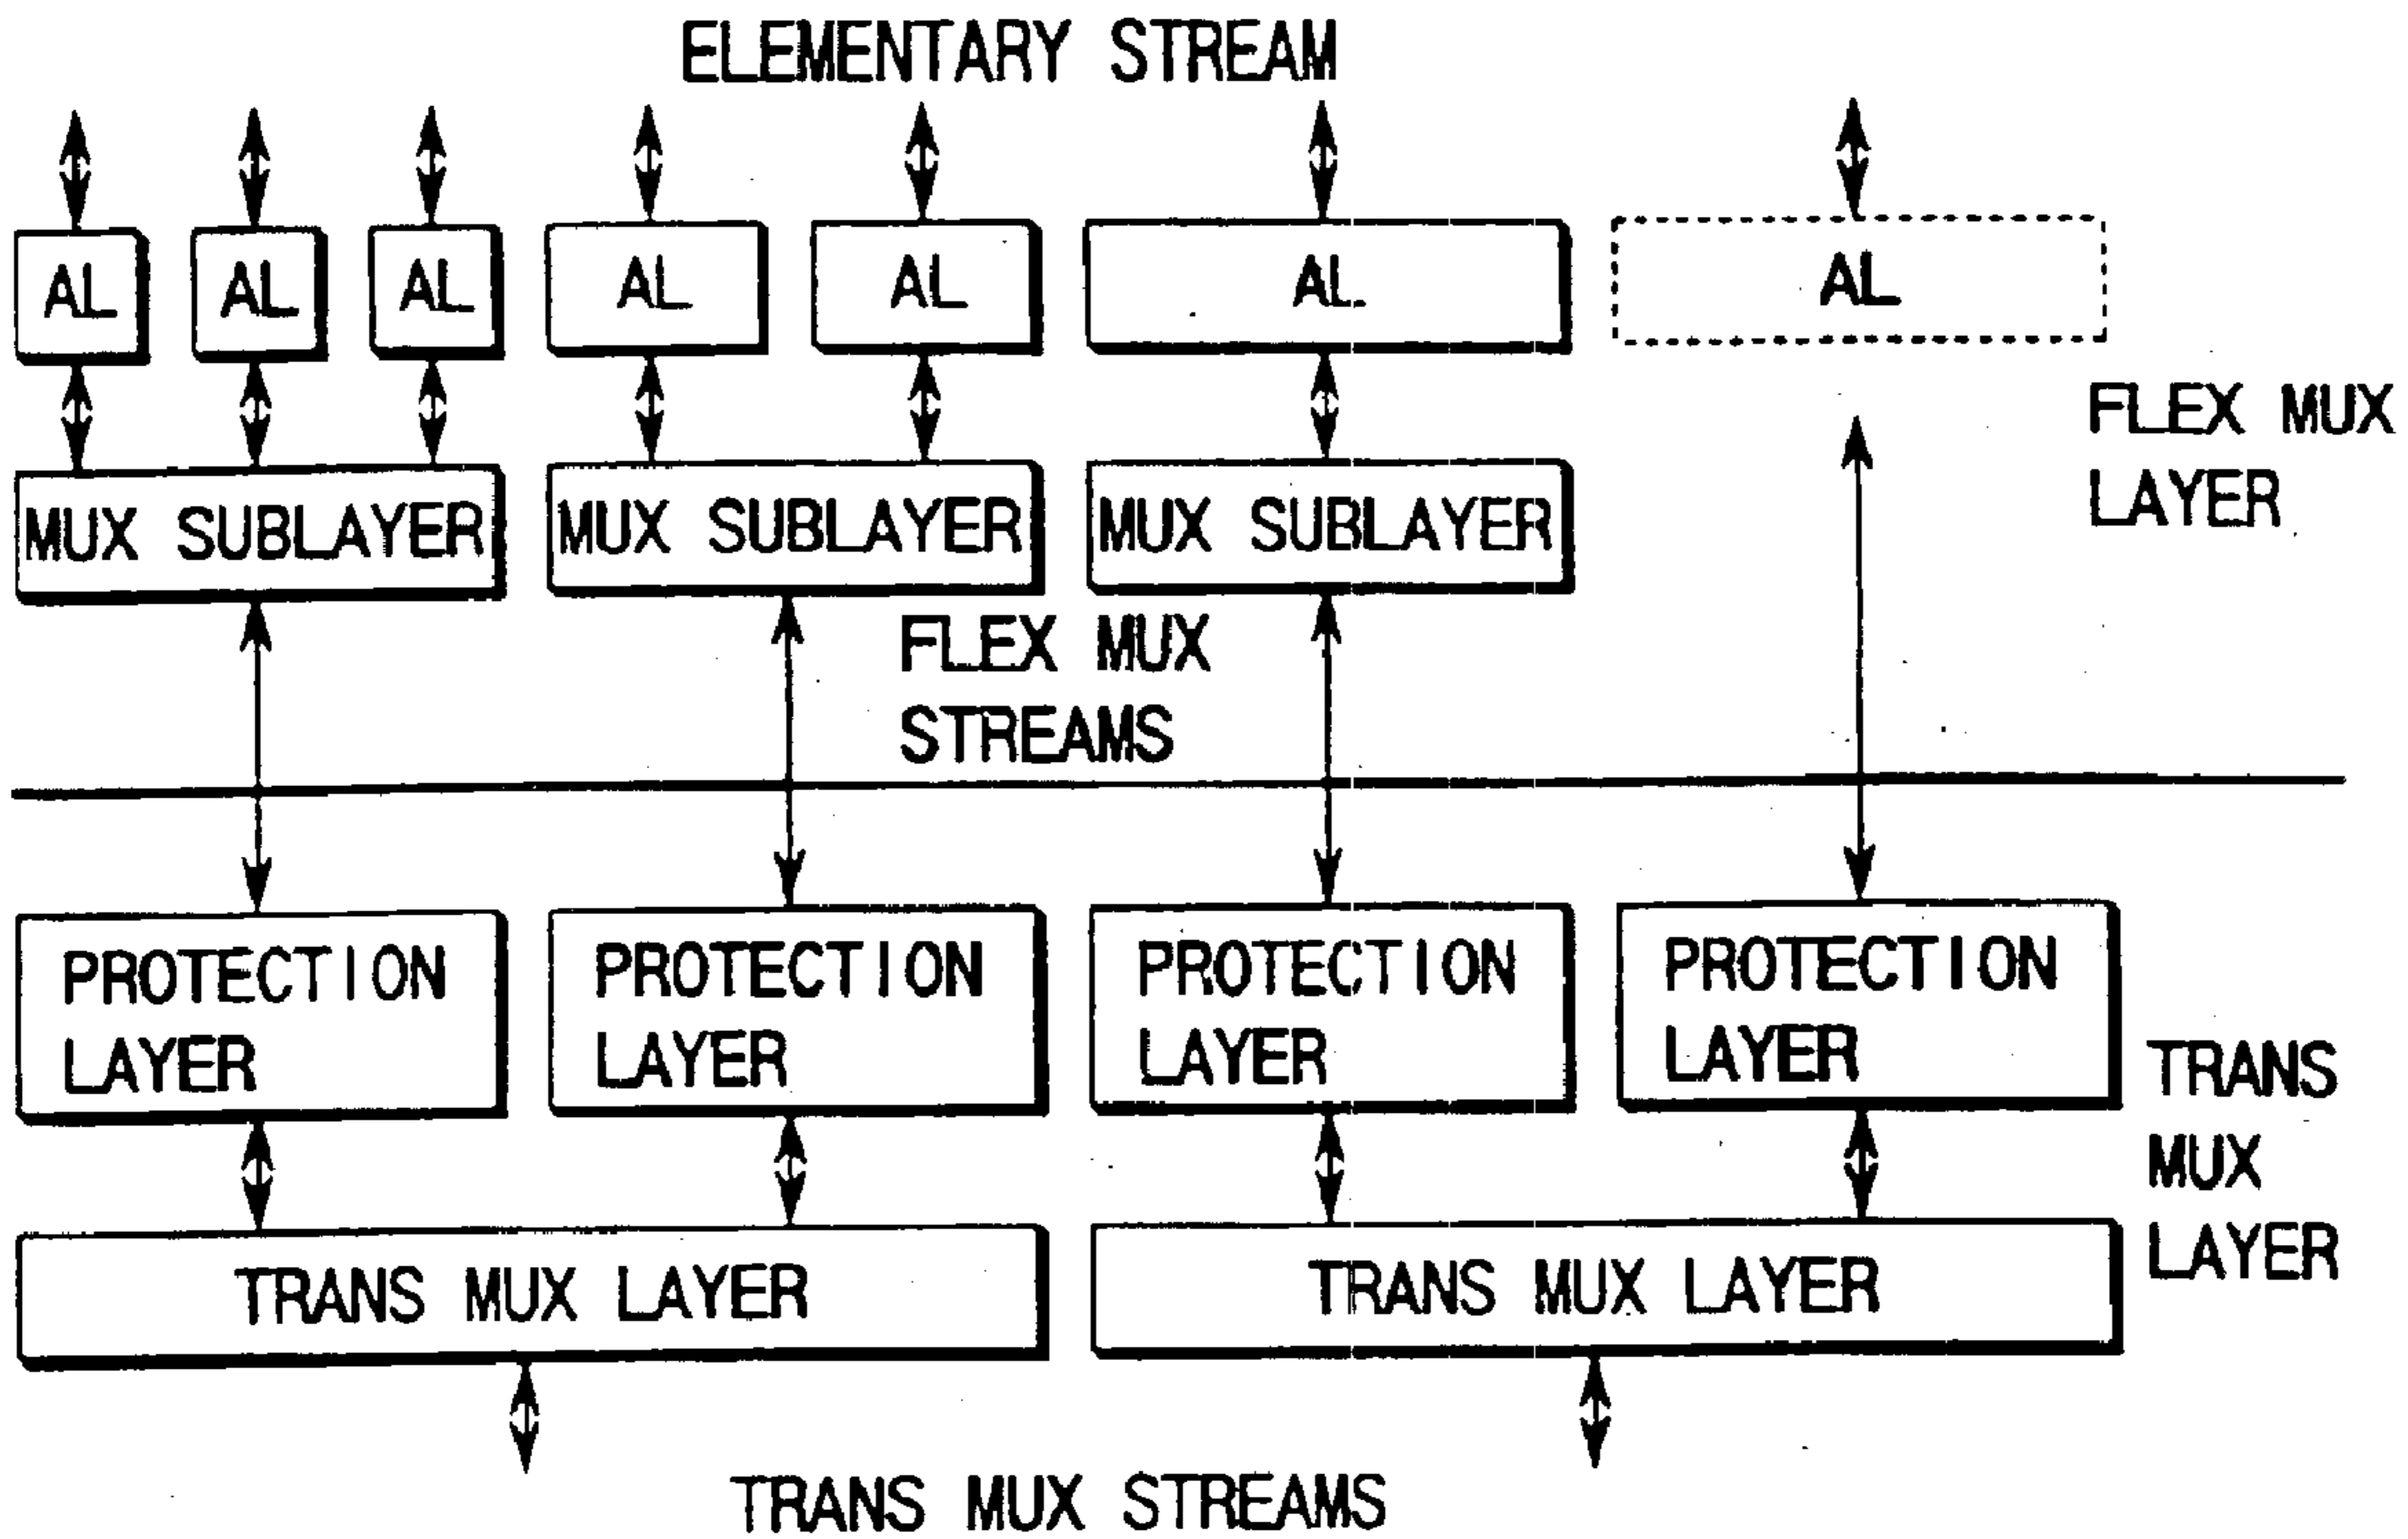 ELEMENTARY STREAM
AL AL AL AL AL AL AL
FLEX MUX
LAYER
MUX SUBLAYER MUX SUBLAYER MUX SUBLAYER
FLEX MUX
STREAMS
PROTECTION PROTECTION PROTECTION PROTECTION
LAYER LAYER LAYER LAYER
TRANS
MUX
LAYER
TRANS MUX LAYER TRANS MUX LAYER
TRANS MUX STREAMS